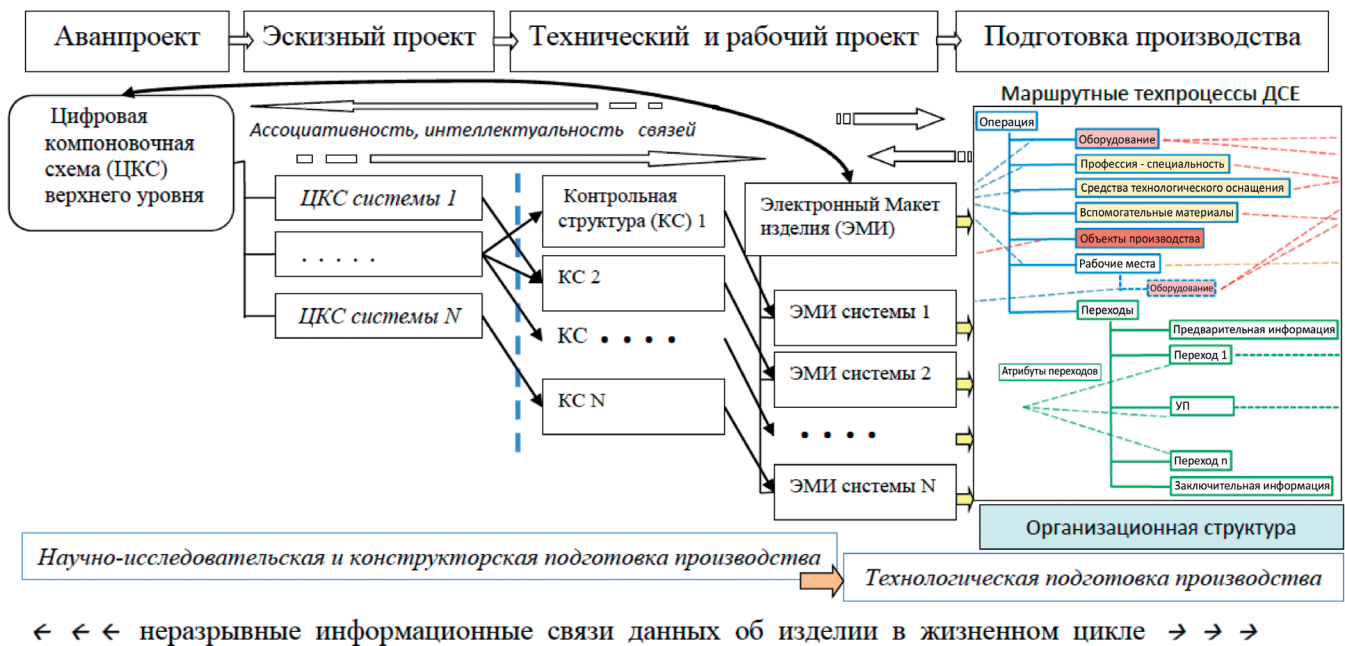 Аванпроект
Эскизный проект
Технический и рабочий проект
Подготовка производства
Цифровая
компоновочная
схема (ЦКС)
верхнего уровня
Ассоциативность, интеллектуальность связей
ЦКС системы 1
. . . . .
ЦКС системы N
Контрольная
структура (КС) 1
КС 2
КС . . . .
КС N
Электронный Макет
изделия (ЭМИ)
ЭМИ системы 1
ЭМИ системы 2
. . . .
ЭМИ системы N
Маршрутные техпроцессы ДСЕ
Операция
Оборудование
Профессия - специальность
Средства технологического оснащения
Вспомогательные материалы
Объекты производства
Рабочие места
Оборудование
Переходы
Предварительная информация
Переход 1
Атрибуты переходов
УП
Переход n
Заключительная информация
Организационная структура
Научно-исследовательская и конструкторская подготовка производства
Технологическая подготовка производства
← ← ← неразрывные информационные связи данных об изделии в жизненном цикле → → →